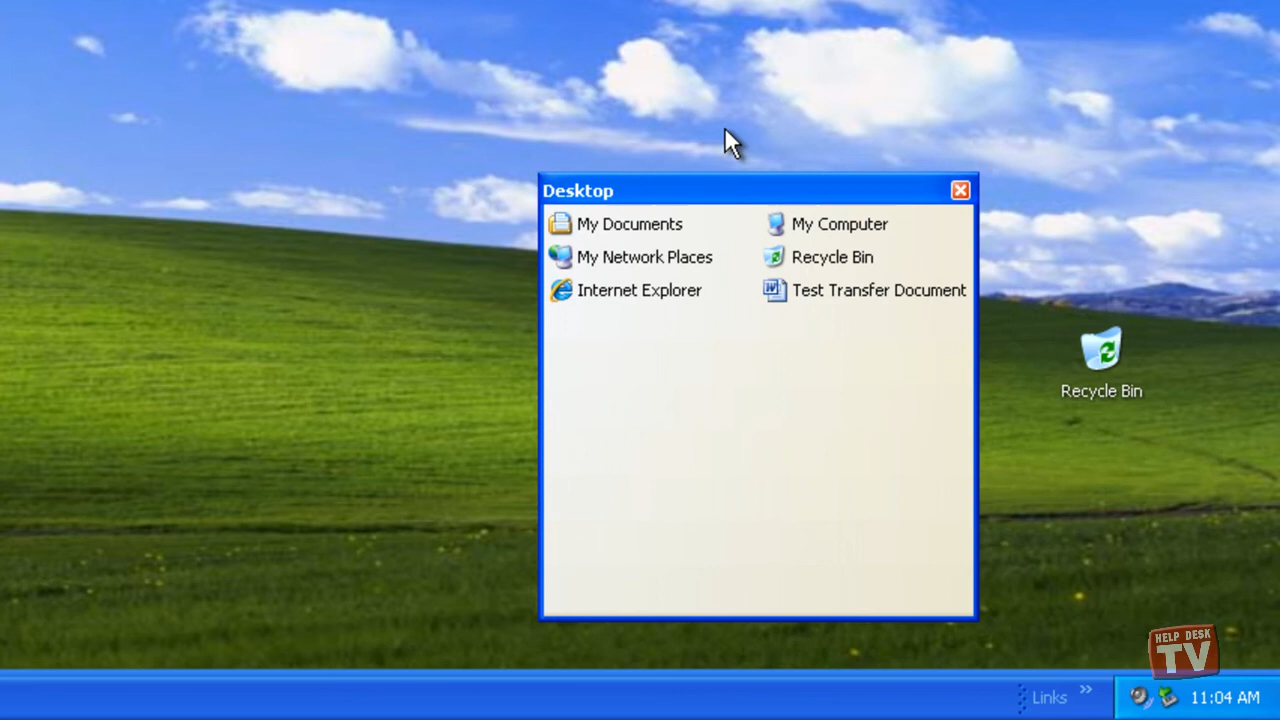 Desktop
My Documents
My Computer
My Network Places
Recycle Bin
Internet Explorer
Test Transfer Document
Recycle Bin
HELP DESK
TV
Links »
11:04 AM